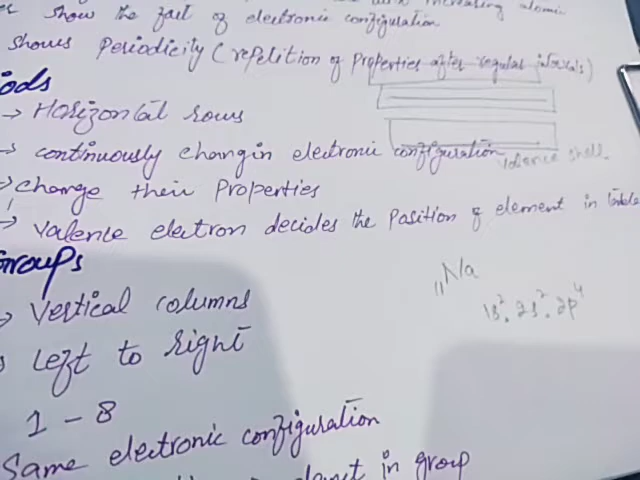 show the fact of electronic configuration
shows Periodicity (repetition of Properties after regular intervals)
iods
→ Horizontal rows
→ continuously changin electronic configuration
valence shell
→ change their Properties
→ Valence electron decides the Position of element in table
Groups
₁₁Na
→ Vertical columns
1s². 2s². 2p⁴
Left to right
1 - 8
Same electronic configuration
in group